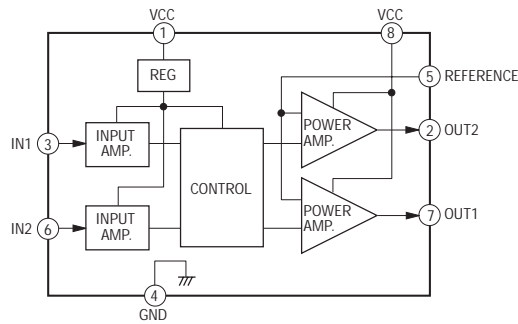 VCC
VCC
1
8
REG
5 REFERENCE
IN1 3
INPUT
AMP.
POWER
AMP.
2 OUT2
CONTROL
IN2 6
INPUT
AMP.
POWER
AMP.
7 OUT1
4
GND